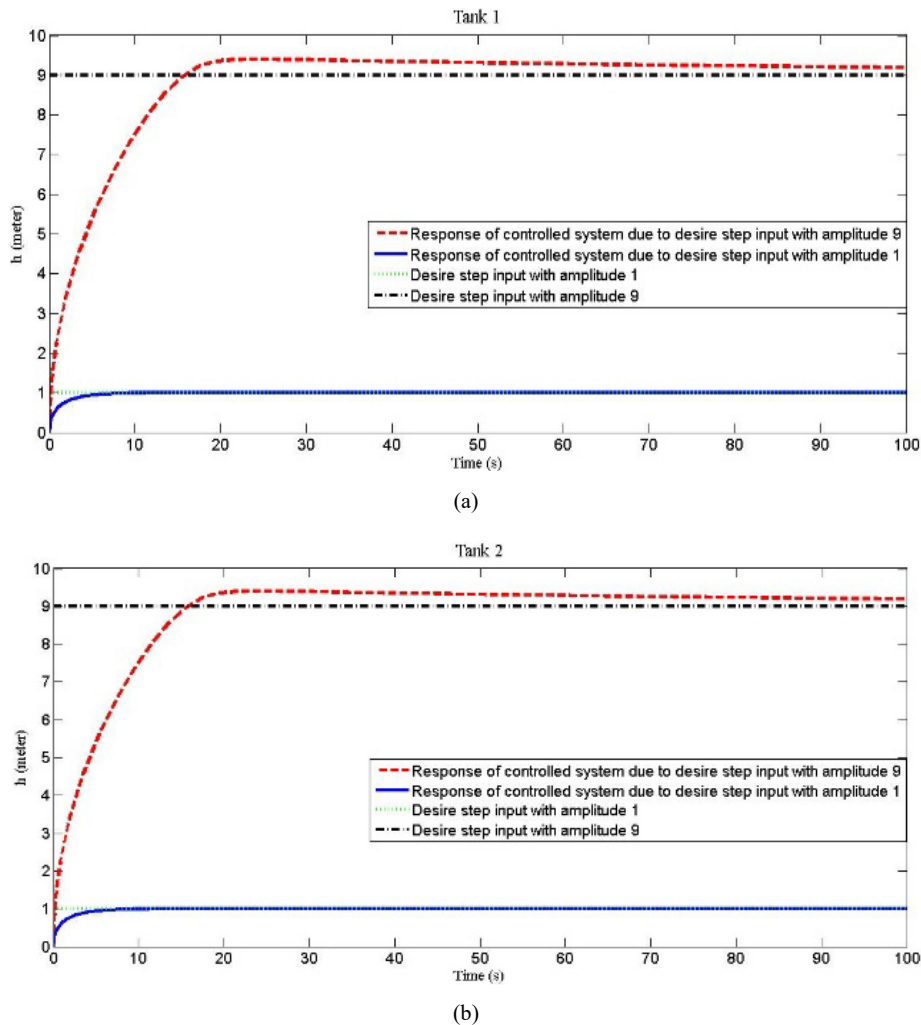 Tank 1
10
9
8
7
6
5
4
3
2
1
0
h (meter)
Response of controlled system due to desire step input with amplitude 9
Response of controlled system due to desire step input with amplitude 1
Desire step input with amplitude 1
Desire step input with amplitude 9
0 10 20 30 40 50 60 70 80 90 100
Time (s)
(a)
Tank 2
10
9
8
7
6
5
4
3
2
1
0
h (meter)
Response of controlled system due to desire step input with amplitude 9
Response of controlled system due to desire step input with amplitude 1
Desire step input with amplitude 1
Desire step input with amplitude 9
0 10 20 30 40 50 60 70 80 90 100
Time (s)
(b)